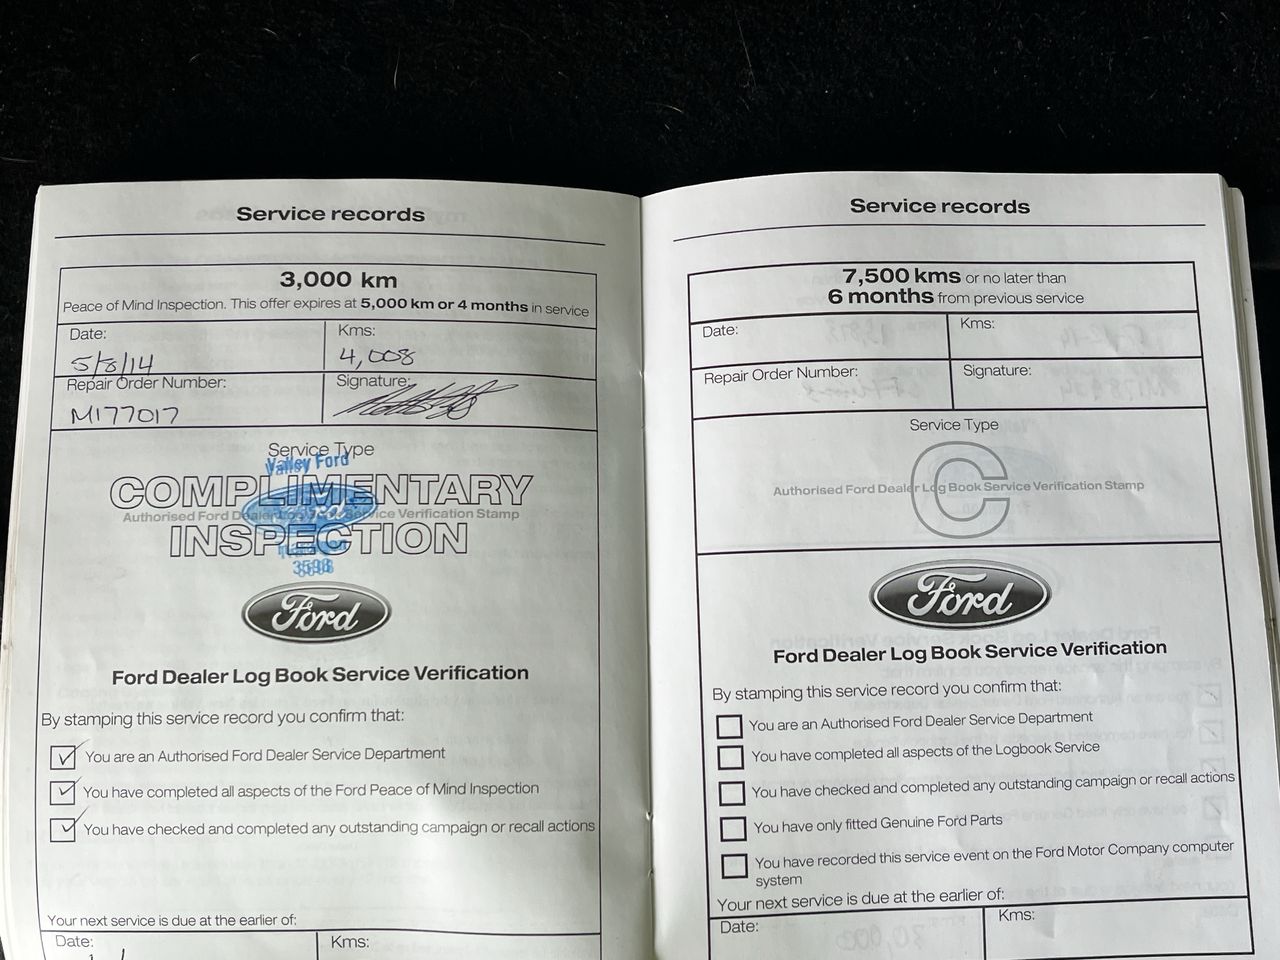 Service records
3,000 km
Peace of Mind Inspection. This offer expires at 5,000 km or 4 months in service
Date:
5/8/14
Kms:
4,008
Repair Order Number:
M177017
Signature:
Service Type
Valley Ford
COMPLIMENTARY
Authorised Ford Dealer Log Book Service Verification Stamp
INSPECTION
3598
Ford
Ford Dealer Log Book Service Verification
By stamping this service record you confirm that:
You are an Authorised Ford Dealer Service Department
You have completed all aspects of the Ford Peace of Mind Inspection
You have checked and completed any outstanding campaign or recall actions
Your next service is due at the earlier of:
Date:
Kms:
Service records
7,500 kms or no later than
6 months from previous service
Date:
Kms:
Repair Order Number:
Signature:
Service Type
C
Authorised Ford Dealer Log Book Service Verification Stamp
Ford
Ford Dealer Log Book Service Verification
By stamping this service record you confirm that:
You are an Authorised Ford Dealer Service Department
You have completed all aspects of the Logbook Service
You have checked and completed any outstanding campaign or recall actions
You have only fitted Genuine Ford Parts
You have recorded this service event on the Ford Motor Company computer
system
Your next service is due at the earlier of:
Date:
Kms: